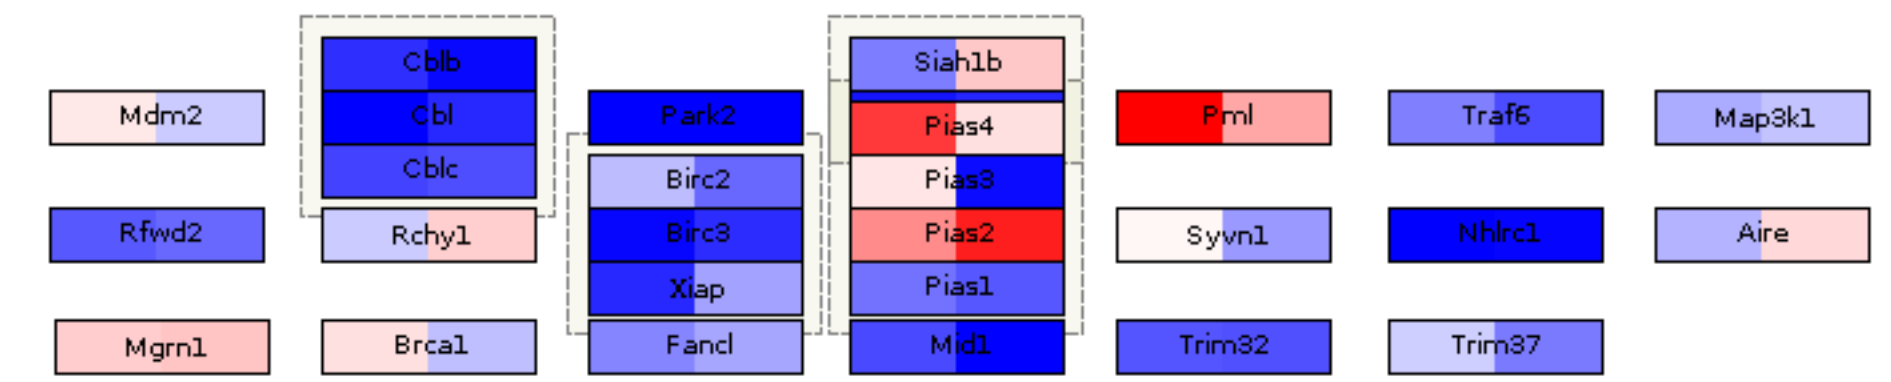 Cblb
Siah1b
Mdm2
Cbl
Park2
Pias4
Pml
Traf6
Map3k1
Cblc
Birc2
Pias3
Rfwd2
Rchy1
Birc3
Pias2
Syvn1
Nhlrc1
Aire
Xiap
Pias1
Mgrn1
Brca1
Fancl
Mid1
Trim32
Trim37